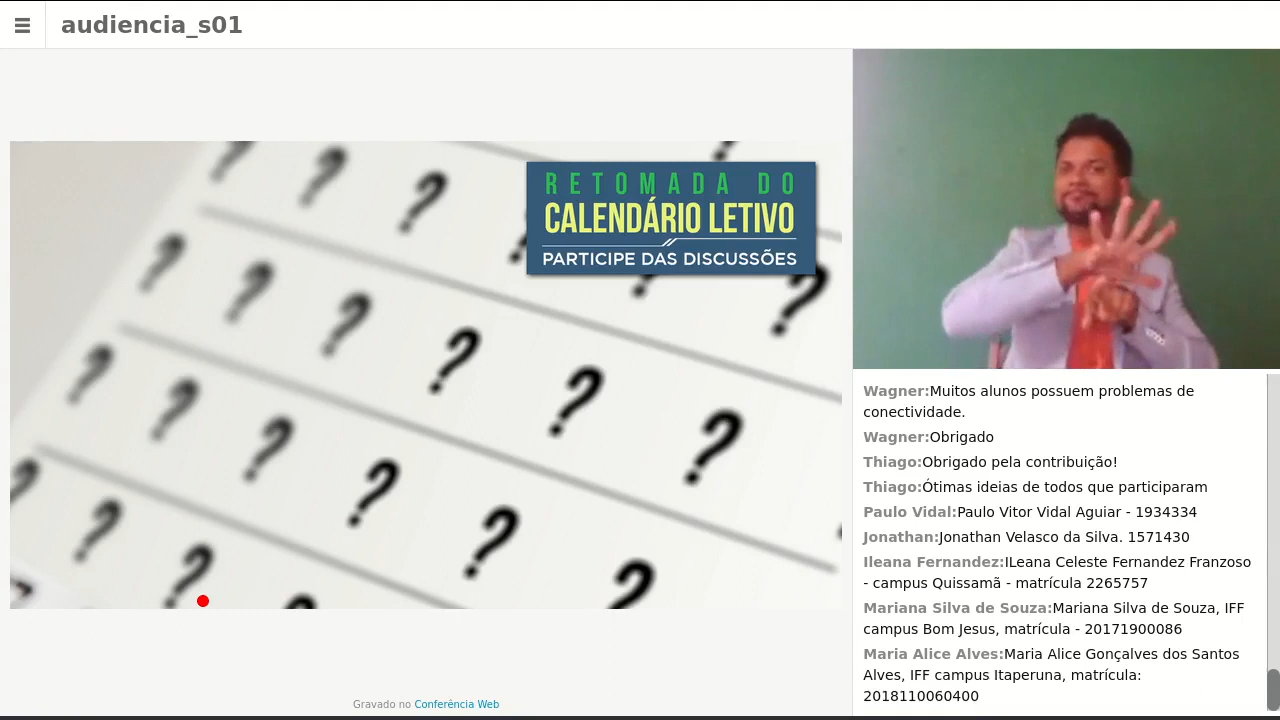 audiencia_s01
RETOMADA DO
CALENDÁRIO LETIVO
PARTICIPE DAS DISCUSSÕES
? ? ? ?
? ? ? ? ? ?
? ? ? ? ? ?
? ? ? ? ? ?
? ? ? ?
Wagner:Muitos alunos possuem problemas de
conectividade.
Wagner:Obrigado
Thiago:Obrigado pela contribuição!
Thiago:Ótimas ideias de todos que participaram
Paulo Vidal:Paulo Vitor Vidal Aguiar - 1934334
Jonathan:Jonathan Velasco da Silva. 1571430
Ileana Fernandez:ILeana Celeste Fernandez Franzoso
- campus Quissamã - matrícula 2265757
Mariana Silva de Souza:Mariana Silva de Souza, IFF
campus Bom Jesus, matrícula - 20171900086
Maria Alice Alves:Maria Alice Gonçalves dos Santos
Alves, IFF campus Itaperuna, matrícula:
2018110060400
Gravado no Conferência Web